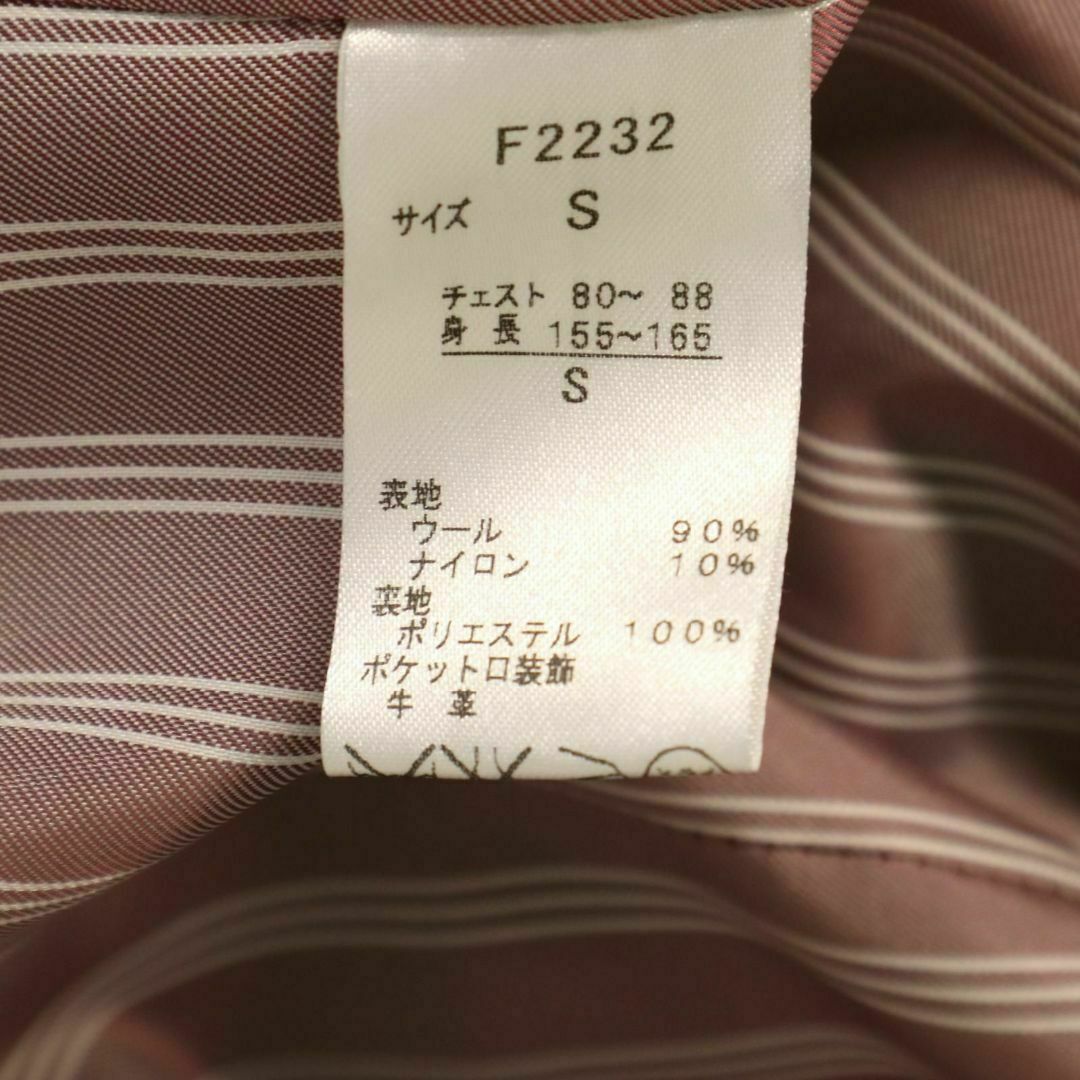 F2232
サイズ S
チェスト 80～ 88
身 長 155～165
S
表地
ウール 90%
ナイロン 10%
裏地
ポリエステル 100%
ポケット口装飾
牛 革